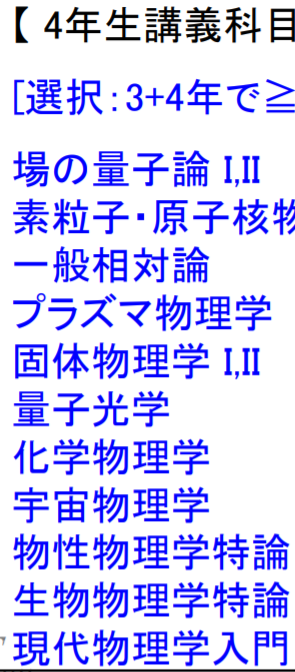 【 4年生講義科目
[選択:3+4年で≧
場の量子論 I,II
素粒子・原子核物
一般相対論
プラズマ物理学
固体物理学 I,II
量子光学
化学物理学
宇宙物理学
物性物理学特論
生物物理学特論
現代物理学入門